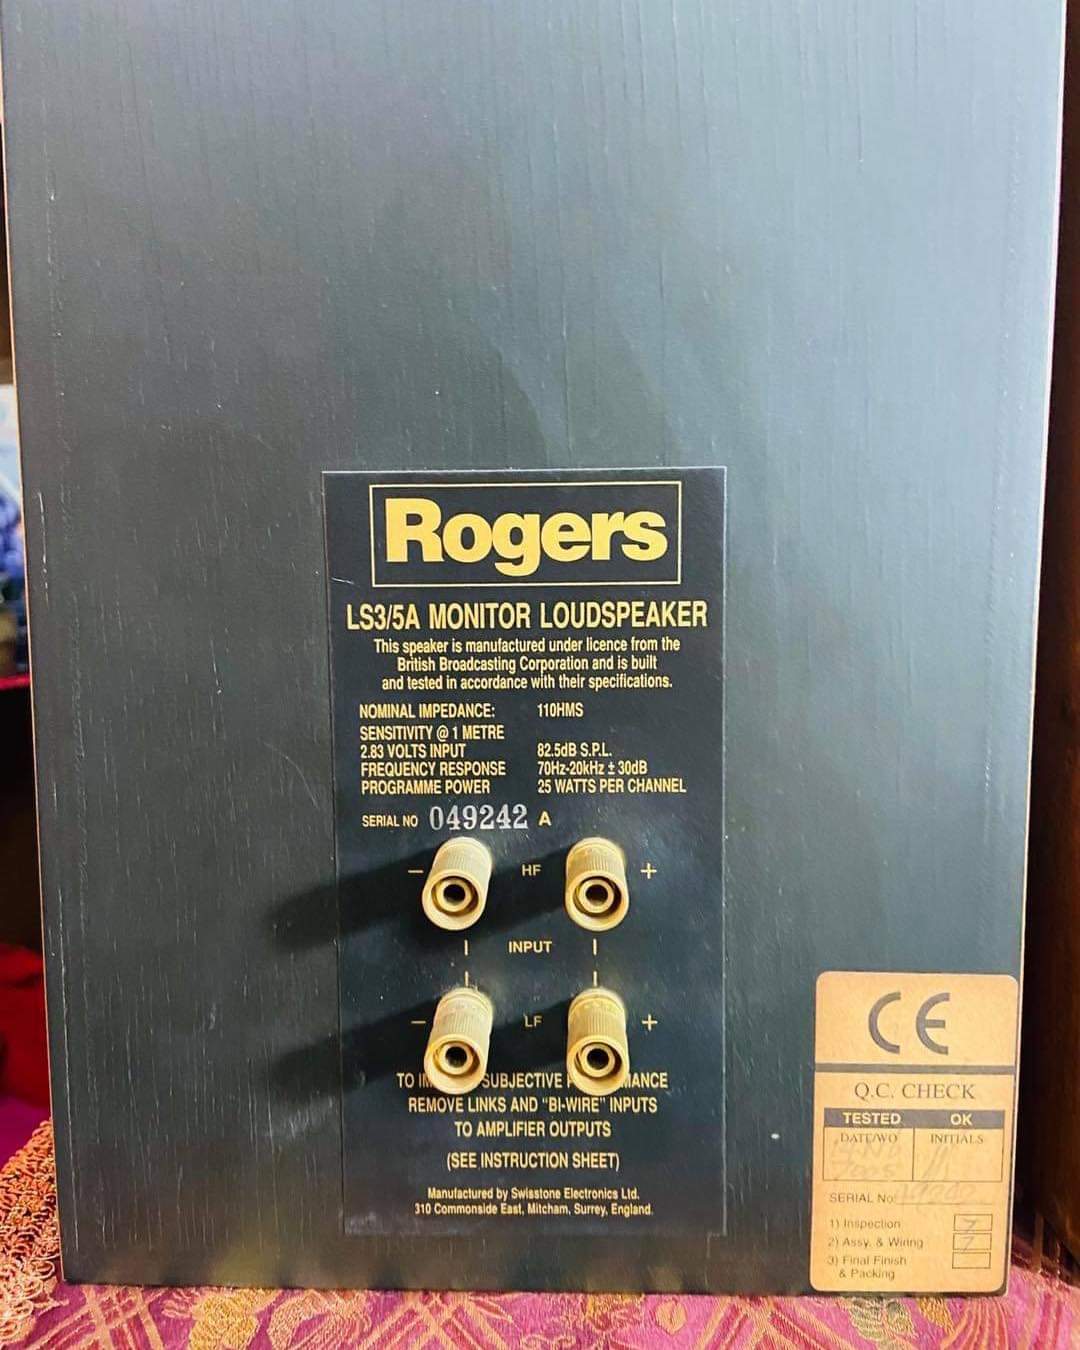 Rogers
LS3/5A MONITOR LOUDSPEAKER
This speaker is manufactured under licence from the
British Broadcasting Corporation and is built
and tested in accordance with their specifications.
NOMINAL IMPEDANCE: 110HMS
SENSITIVITY @ 1 METRE
2.83 VOLTS INPUT 82.5dB S.P.L.
FREQUENCY RESPONSE 70Hz-20kHz ± 30dB
PROGRAMME POWER 25 WATTS PER CHANNEL
SERIAL NO 049242 A
− HF +
INPUT
− LF +
TO SUBJECTIVE
REMOVE LINKS AND "BI-WIRE" INPUTS
TO AMPLIFIER OUTPUTS
(SEE INSTRUCTION SHEET)
Manufactured by Swisstone Electronics Ltd.
310 Commonside East, Mitcham, Surrey, England.
CE
Q.C. CHECK
TESTED OK
DATE/WO INITIALS
SERIAL No:
1) Inspection
2) Assy. & Wiring
3) Final Finish
& Packing